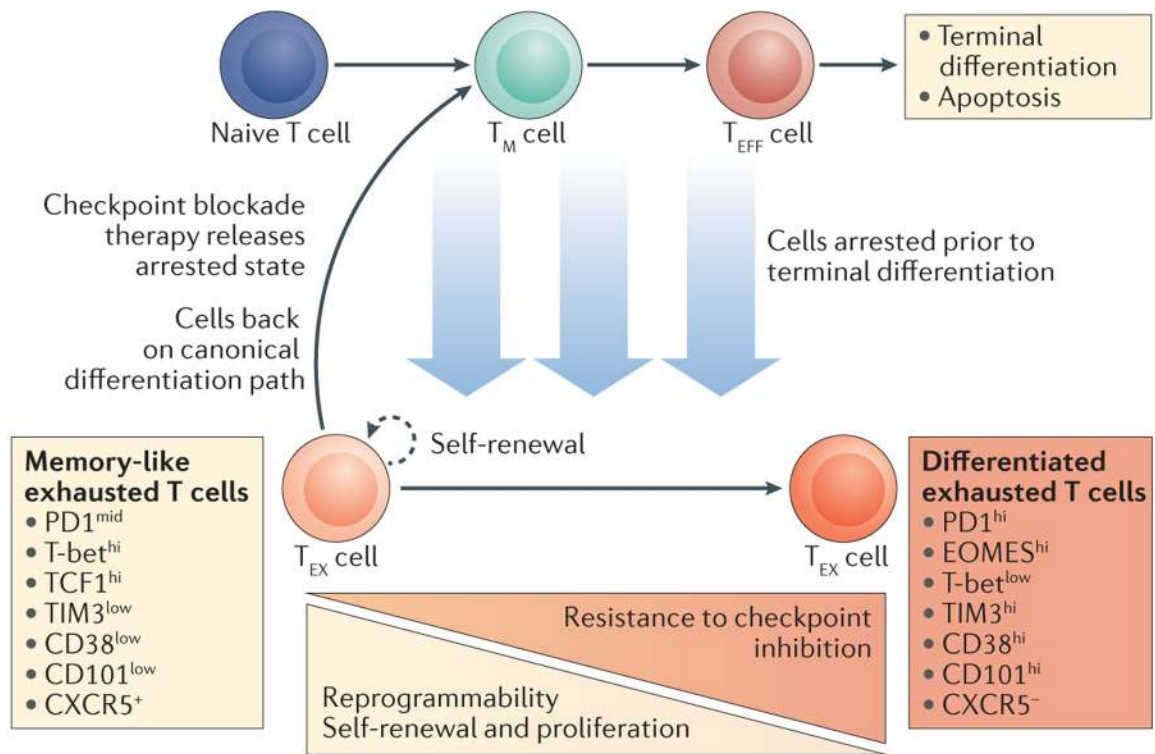 Naive T cell
T_M cell
T_EFF cell
• Terminal
differentiation
• Apoptosis
Checkpoint blockade
therapy releases
arrested state
Cells back
on canonical
differentiation path
Cells arrested prior to
terminal differentiation
Self-renewal
Memory-like
exhausted T cells
• PD1^mid
• T-bet^hi
• TCF1^hi
• TIM3^low
• CD38^low
• CD101^low
• CXCR5⁺
T_EX cell
T_EX cell
Differentiated
exhausted T cells
• PD1^hi
• EOMES^hi
• T-bet^low
• TIM3^hi
• CD38^hi
• CD101^hi
• CXCR5⁻
Resistance to checkpoint
inhibition
Reprogrammability
Self-renewal and proliferation